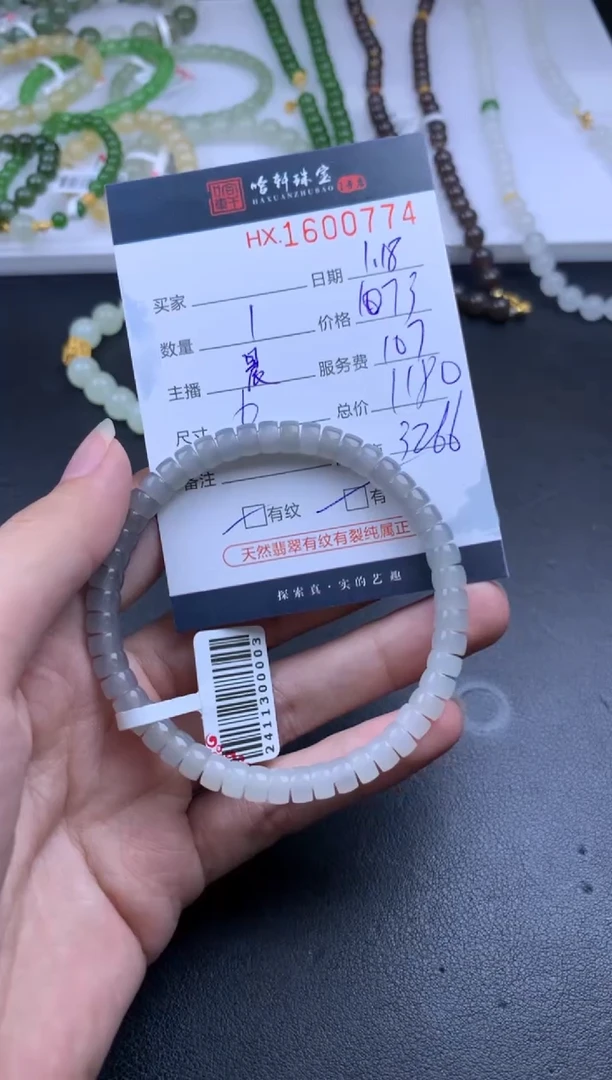 哈轩珠宝
HAXUANZHUBAO
HX.1600774
买家 日期 1.18
数量 1 价格 1073
主播 晨 服务费 107
尺寸 6 总价 1180
备注 3266
有纹 有
天然翡翠有纹有裂纯属正
探索真·实的艺趣
2411300003